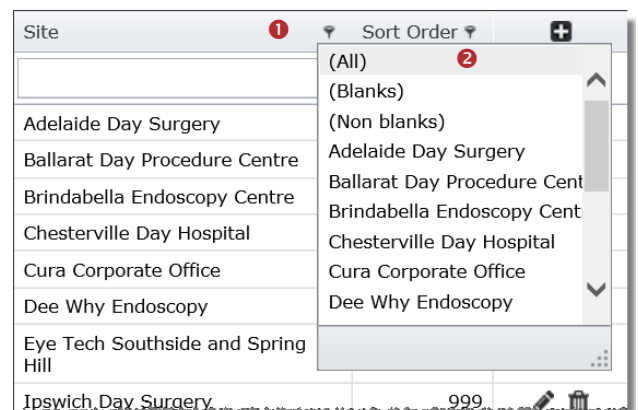 Site
1
Sort Order
(All)
2
(Blanks)
(Non blanks)
Adelaide Day Surgery
Ballarat Day Procedure Cent
Brindabella Endoscopy Cent
Chesterville Day Hospital
Cura Corporate Office
Dee Why Endoscopy
Adelaide Day Surgery
Ballarat Day Procedure Centre
Brindabella Endoscopy Centre
Chesterville Day Hospital
Cura Corporate Office
Dee Why Endoscopy
Eye Tech Southside and Spring
Hill
Ipswich Day Surgery
999